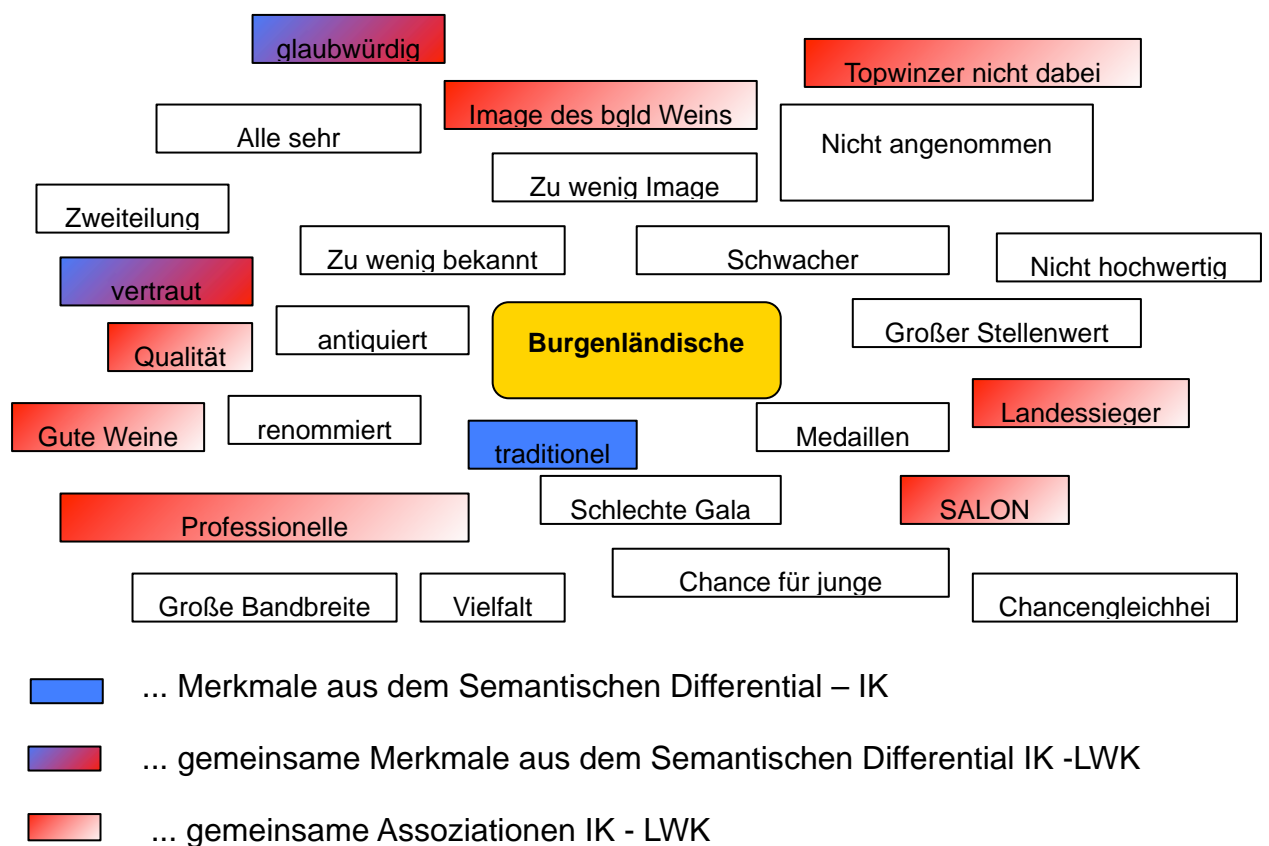 glaubwürdig
Topwinzer nicht dabei
Image des bgld Weins
Alle sehr
Nicht angenommen
Zu wenig Image
Zweiteilung
Zu wenig bekannt
Schwacher
Nicht hochwertig
vertraut
antiquiert
Burgenländische
Großer Stellenwert
Qualität
Gute Weine
renommiert
traditionel
Medaillen
Landessieger
Professionelle
Schlechte Gala
SALON
Große Bandbreite
Vielfalt
Chance für junge
Chancengleichhei
... Merkmale aus dem Semantischen Differential – IK
... gemeinsame Merkmale aus dem Semantischen Differential IK -LWK
... gemeinsame Assoziationen IK - LWK